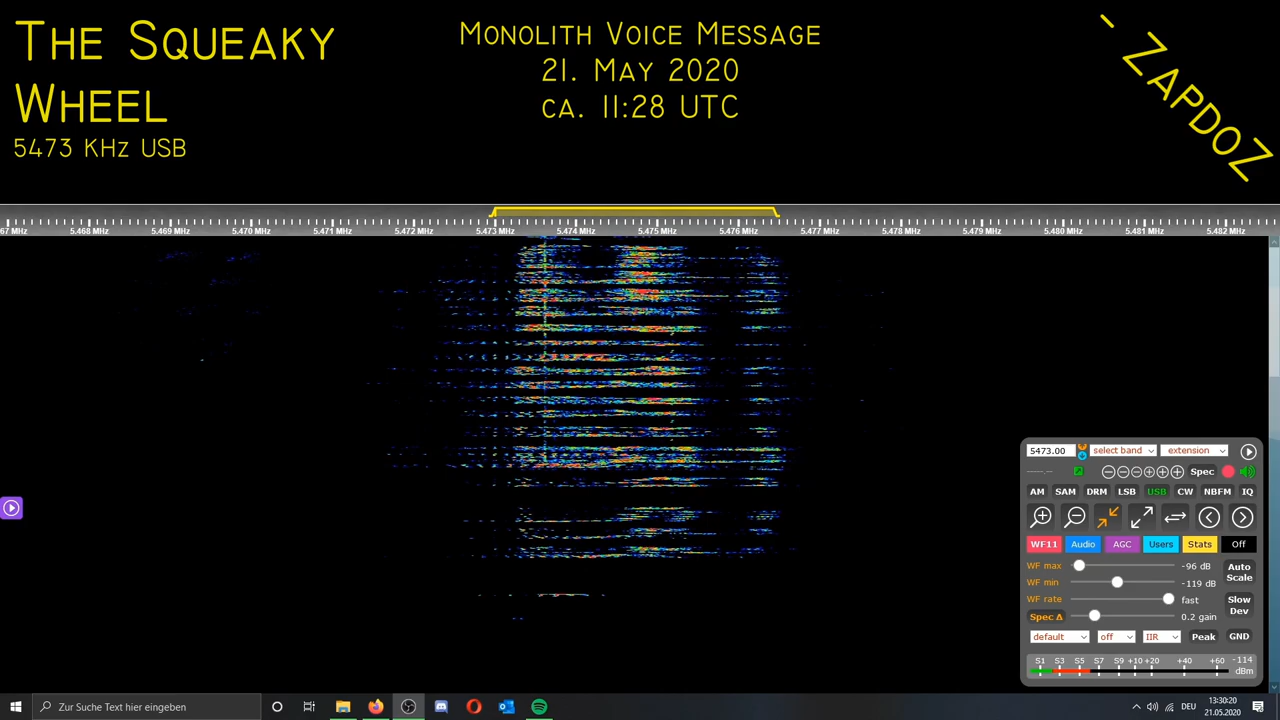 The Squeaky
Wheel
5473 KHz USB
Monolith Voice Message
21. May 2020
ca. 11:28 UTC
- ZAPDOZ
67 MHz 5.468 MHz 5.469 MHz 5.470 MHz 5.471 MHz 5.472 MHz 5.473 MHz 5.474 MHz 5.475 MHz 5.476 MHz 5.477 MHz 5.478 MHz 5.479 MHz 5.480 MHz 5.481 MHz 5.482 MHz
5473.00 select band extension
Spec
AM SAM DRM LSB USB CW NBFM IQ
WF11 Audio AGC Users Stats Off
WF max -96 dB Auto Scale
WF min -119 dB
WF rate fast Slow Dev
Spec Δ 0.2 gain
default off IIR Peak GND
S1 S3 S5 S7 S9 +10 +20 +40 +60 -114 dBm
Zur Suche Text hier eingeben
DEU
13:30:20
21.05.2020